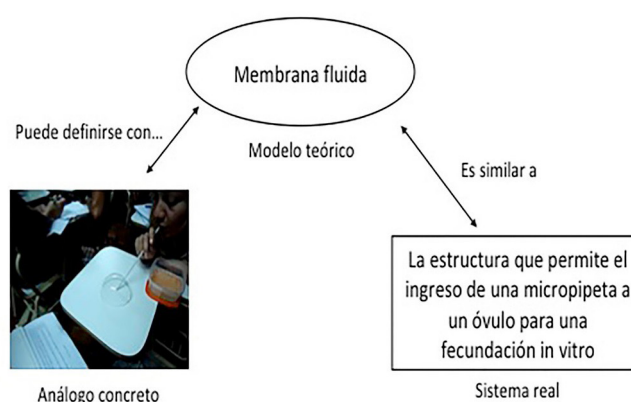 Membrana fluida
Puede definirse con...
Modelo teórico
Es similar a
La estructura que permite el
ingreso de una micropipeta a
un óvulo para una
fecundación in vitro
Análogo concreto
Sistema real